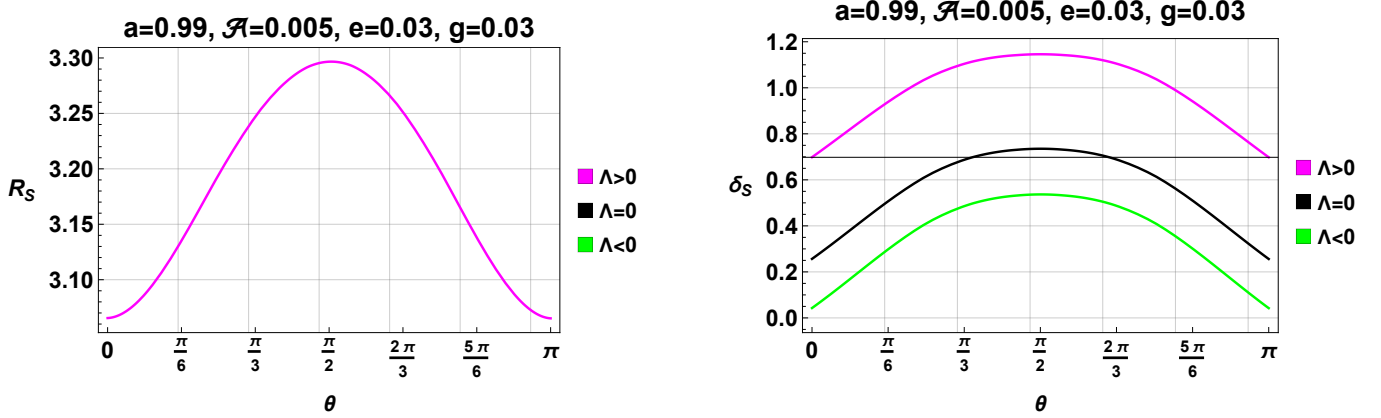 a=0.99, 𝒜=0.005, e=0.03, g=0.03
3.30
3.25
3.20
3.15
3.10
R_S
0 π/6 π/3 π/2 2π/3 5π/6 π
θ
Λ>0
Λ=0
Λ<0
a=0.99, 𝒜=0.005, e=0.03, g=0.03
1.2
1.0
0.8
0.6
0.4
0.2
0.0
δ_S
0 π/6 π/3 π/2 2π/3 5π/6 π
θ
Λ>0
Λ=0
Λ<0